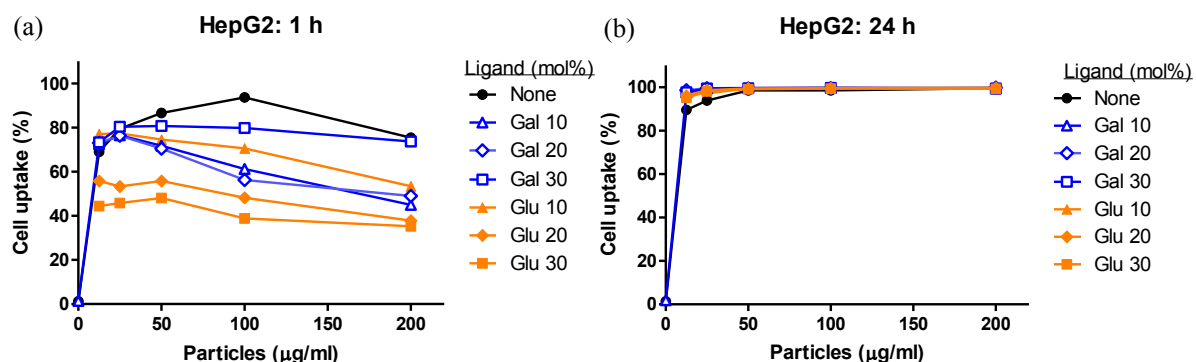 (a)
HepG2: 1 h
Cell uptake (%)
100
80
60
40
20
0
0 50 100 150 200
Particles (μg/ml)
Ligand (mol%)
None
Gal 10
Gal 20
Gal 30
Glu 10
Glu 20
Glu 30
(b)
HepG2: 24 h
Cell uptake (%)
100
80
60
40
20
0
0 50 100 150 200
Particles (μg/ml)
Ligand (mol%)
None
Gal 10
Gal 20
Gal 30
Glu 10
Glu 20
Glu 30